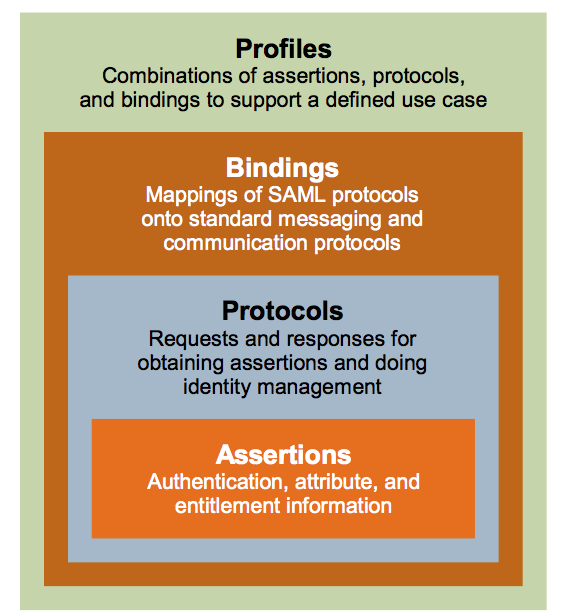 Profiles
Combinations of assertions, protocols,
and bindings to support a defined use case
Bindings
Mappings of SAML protocols
onto standard messaging and
communication protocols
Protocols
Requests and responses for
obtaining assertions and doing
identity management
Assertions
Authentication, attribute, and
entitlement information